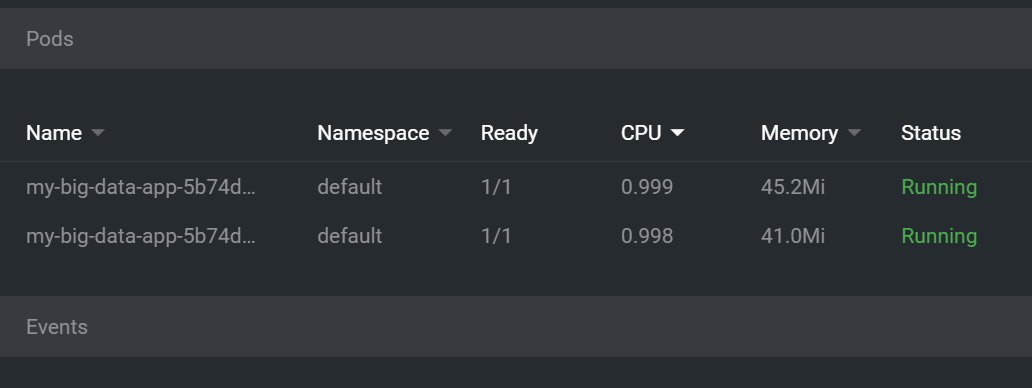 Pods
Name Namespace Ready CPU Memory Status
my-big-data-app-5b74d... default 1/1 0.999 45.2Mi Running
my-big-data-app-5b74d... default 1/1 0.998 41.0Mi Running
Events